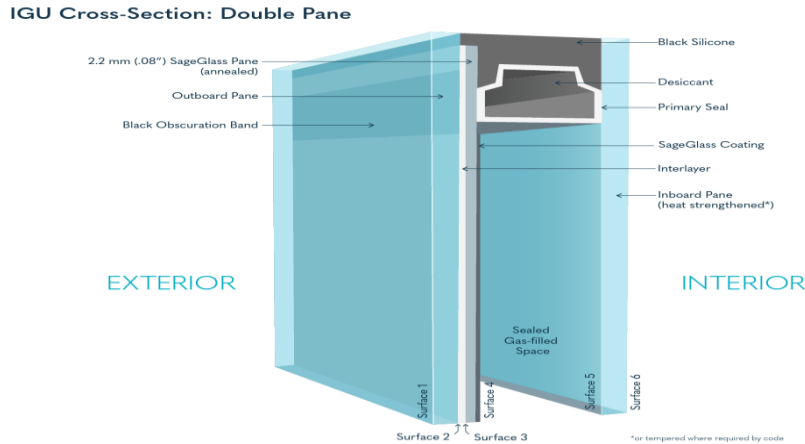 IGU Cross-Section: Double Pane
2.2 mm (.08") SageGlass Pane
(annealed)
Outboard Pane
Black Obscuration Band
Black Silicone
Desiccant
Primary Seal
SageGlass Coating
Interlayer
Inboard Pane
(heat strengthened*)
EXTERIOR
INTERIOR
Sealed
Gas-filled
Space
Surface 1
Surface 4
Surface 5
Surface 6
Surface 2
Surface 3
*or tempered where required by code